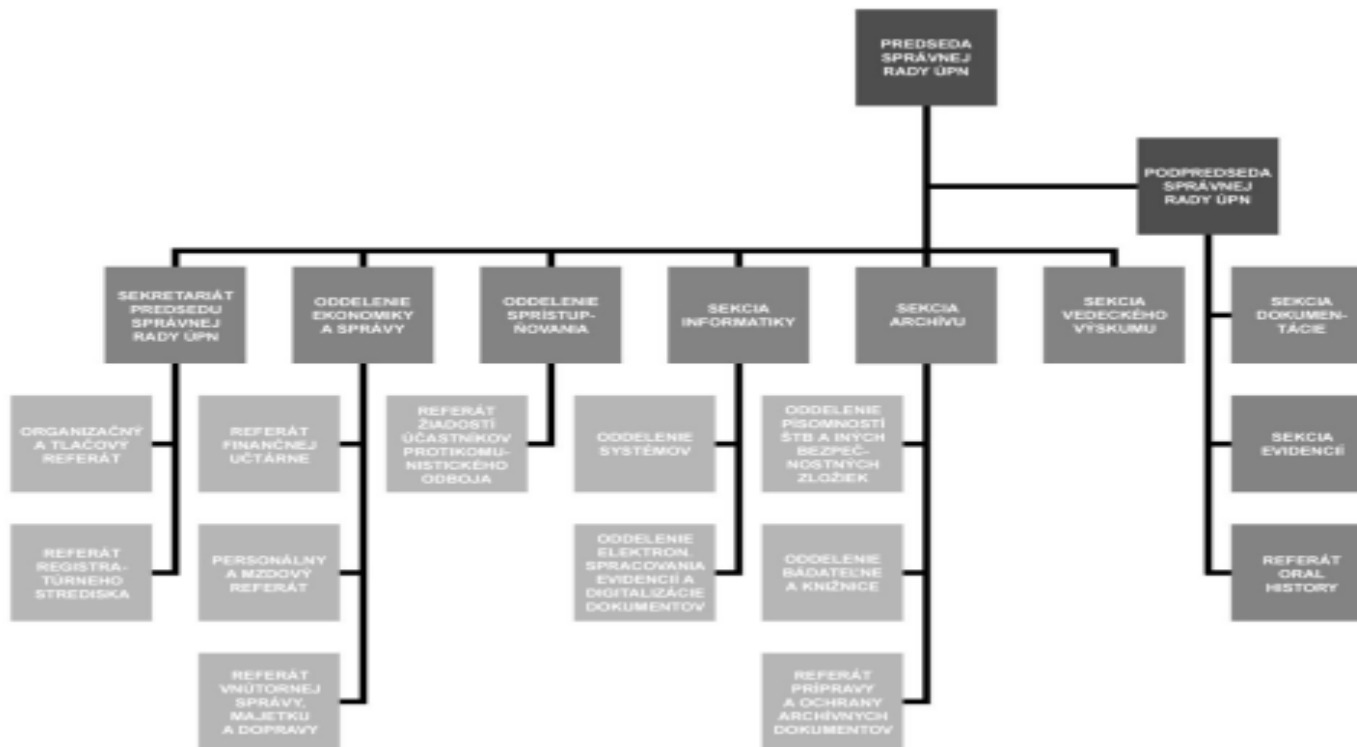 PREDSEDA
SPRÁVNEJ
RADY ÚPN
PODPREDSEDA
SPRÁVNEJ
RADY ÚPN
SEKRETARIÁT
PREDSEDU
SPRÁVNEJ
RADY ÚPN
ODDELENIE
EKONOMIKY
A SPRÁVY
ODDELENIE
SPRÍSTUP-
ŇOVANIA
SEKCIA
INFORMATIKY
SEKCIA
ARCHÍVU
SEKCIA
VEDECKÉHO
VÝSKUMU
SEKCIA
DOKUMEN-
TÁCIE
ORGANIZAČNÝ
A TLAČOVÝ
REFERÁT
REFERÁT
FINANČNEJ
UČTÁRNE
REFERÁT
ŽIADOSTÍ
ÚČASTNÍKOV
PROTIKOMU-
NISTICKÉHO
ODBOJA
ODDELENIE
SYSTÉMOV
ODDELENIE
PÍSOMNOSTÍ
ŠTB A INÝCH
BEZPEČ-
NOSTNÝCH
ZLOŽIEK
SEKCIA
EVIDENCIÍ
REFERÁT
REGISTRA-
TÚRNEHO
STREDISKA
PERSONÁLNY
A MZDOVÝ
REFERÁT
ODDELENIE
ELEKTRON.
SPRACOVANIA
EVIDENCIÍ A
DIGITALIZÁCIE
DOKUMENTOV
ODDELENIE
BÁDATEĽNE
A KNIŽNICE
REFERÁT
ORAL
HISTORY
REFERÁT
VNÚTORNEJ
SPRÁVY,
MAJETKU
A DOPRAVY
REFERÁT
PRÍPRAVY
A OCHRANY
ARCHÍVNYCH
DOKUMENTOV